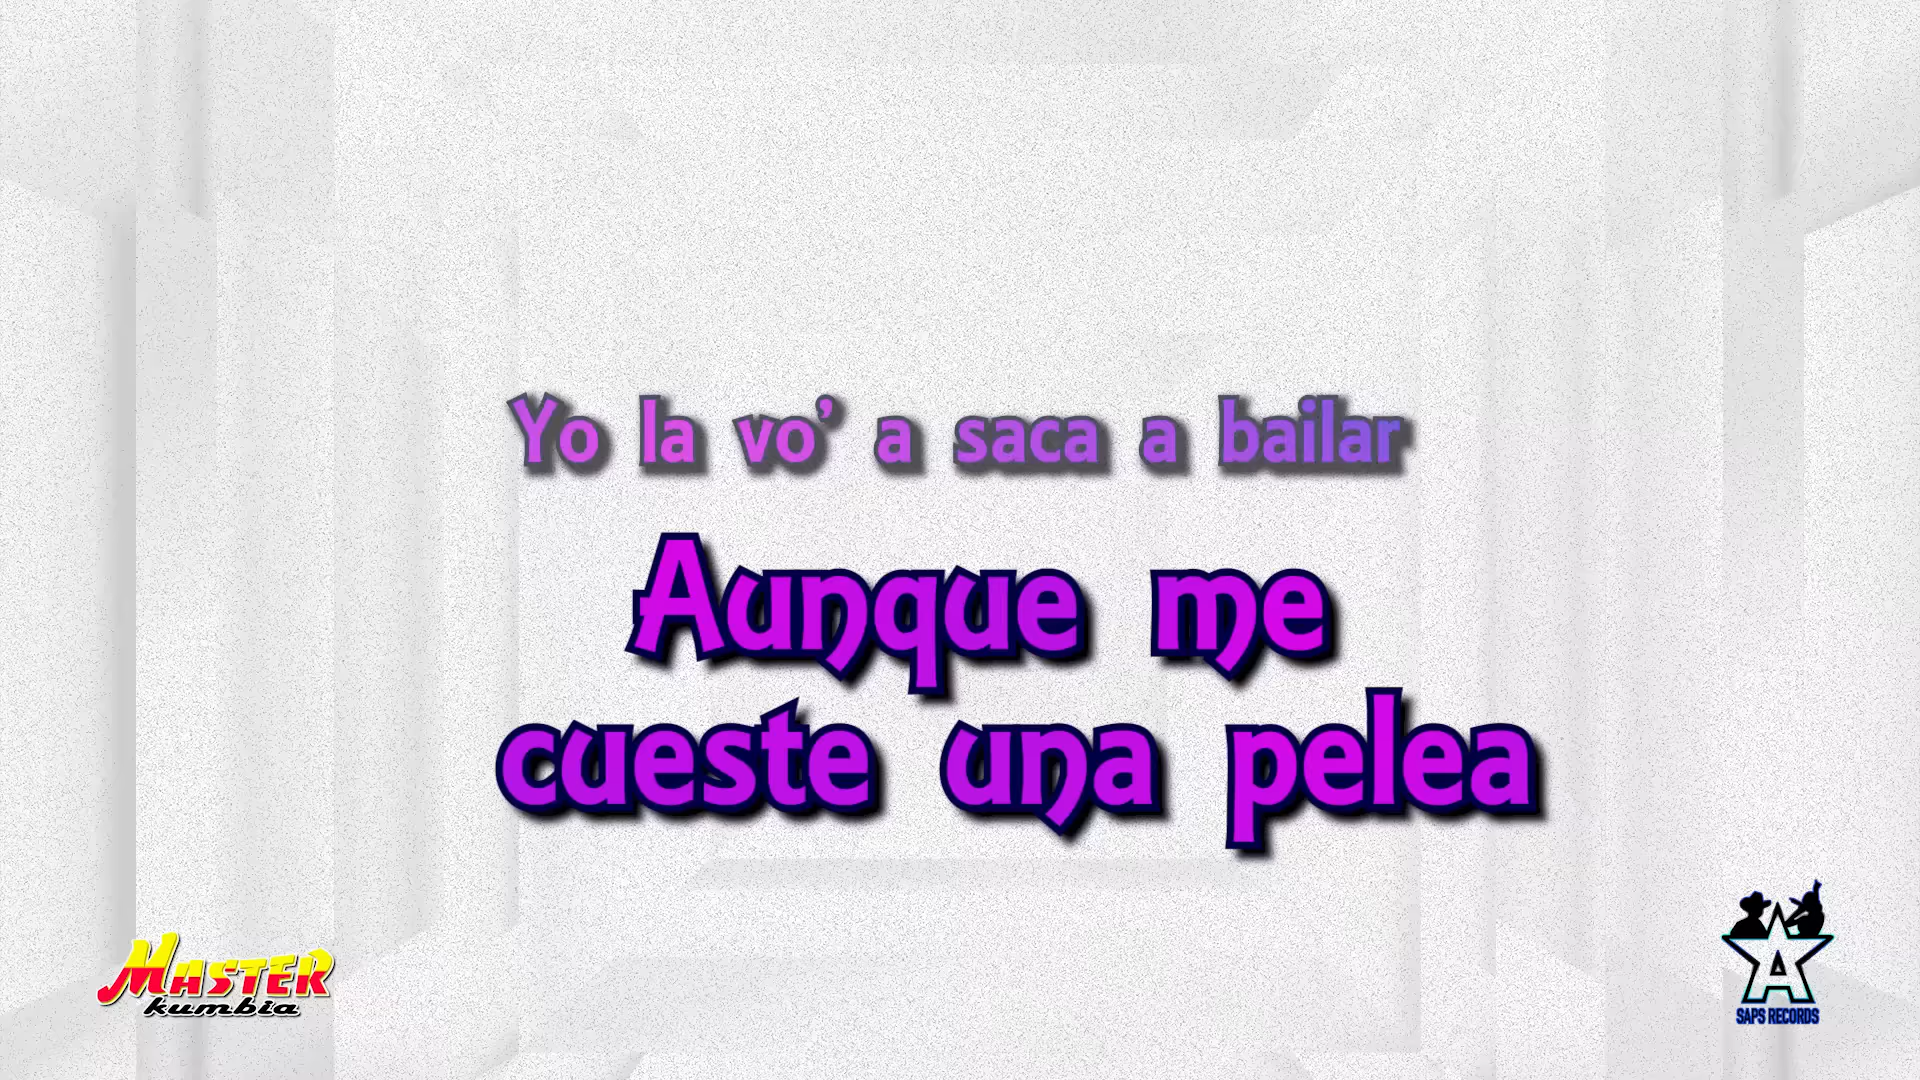 Yo la vo' a saca a bailar
Aunque me
cueste una pelea
MASTER
kumbia
A
SAPS RECORDS